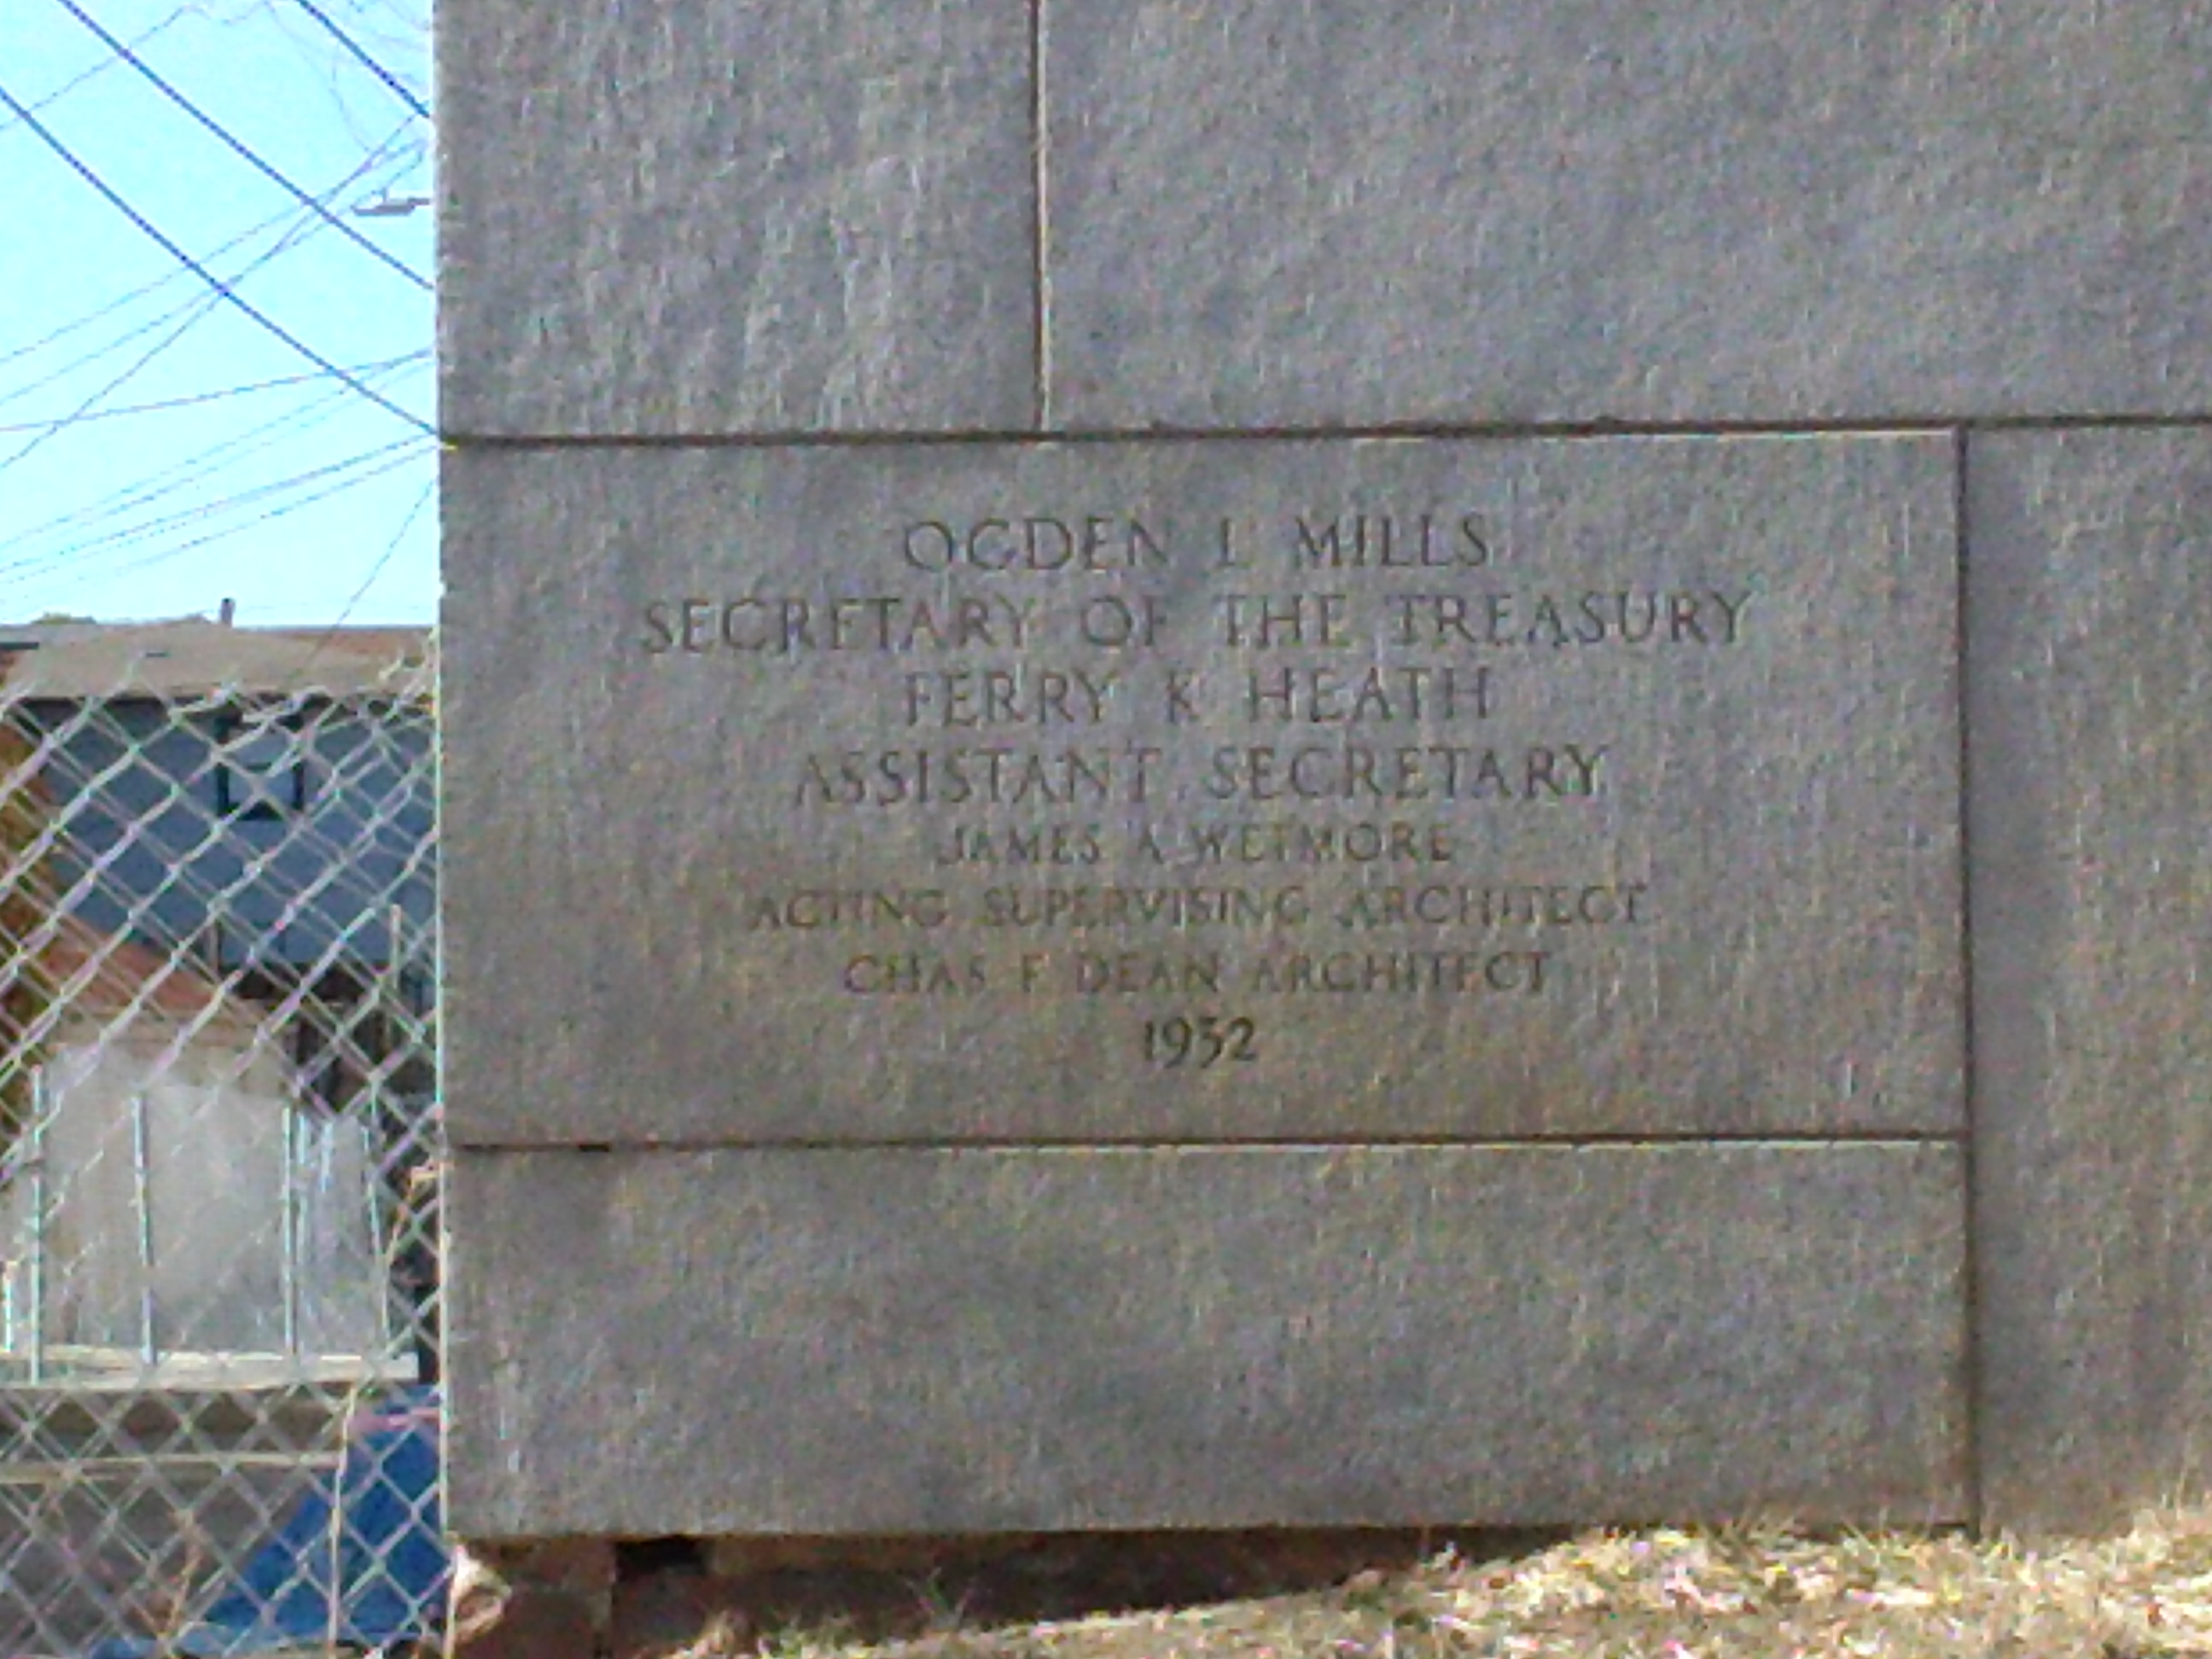 OGDEN L MILLS
SECRETARY OF THE TREASURY
FERRY K HEATH
ASSISTANT SECRETARY
JAMES A WETMORE
ACTING SUPERVISING ARCHITECT
CHAS F DEAN ARCHITECT
1932